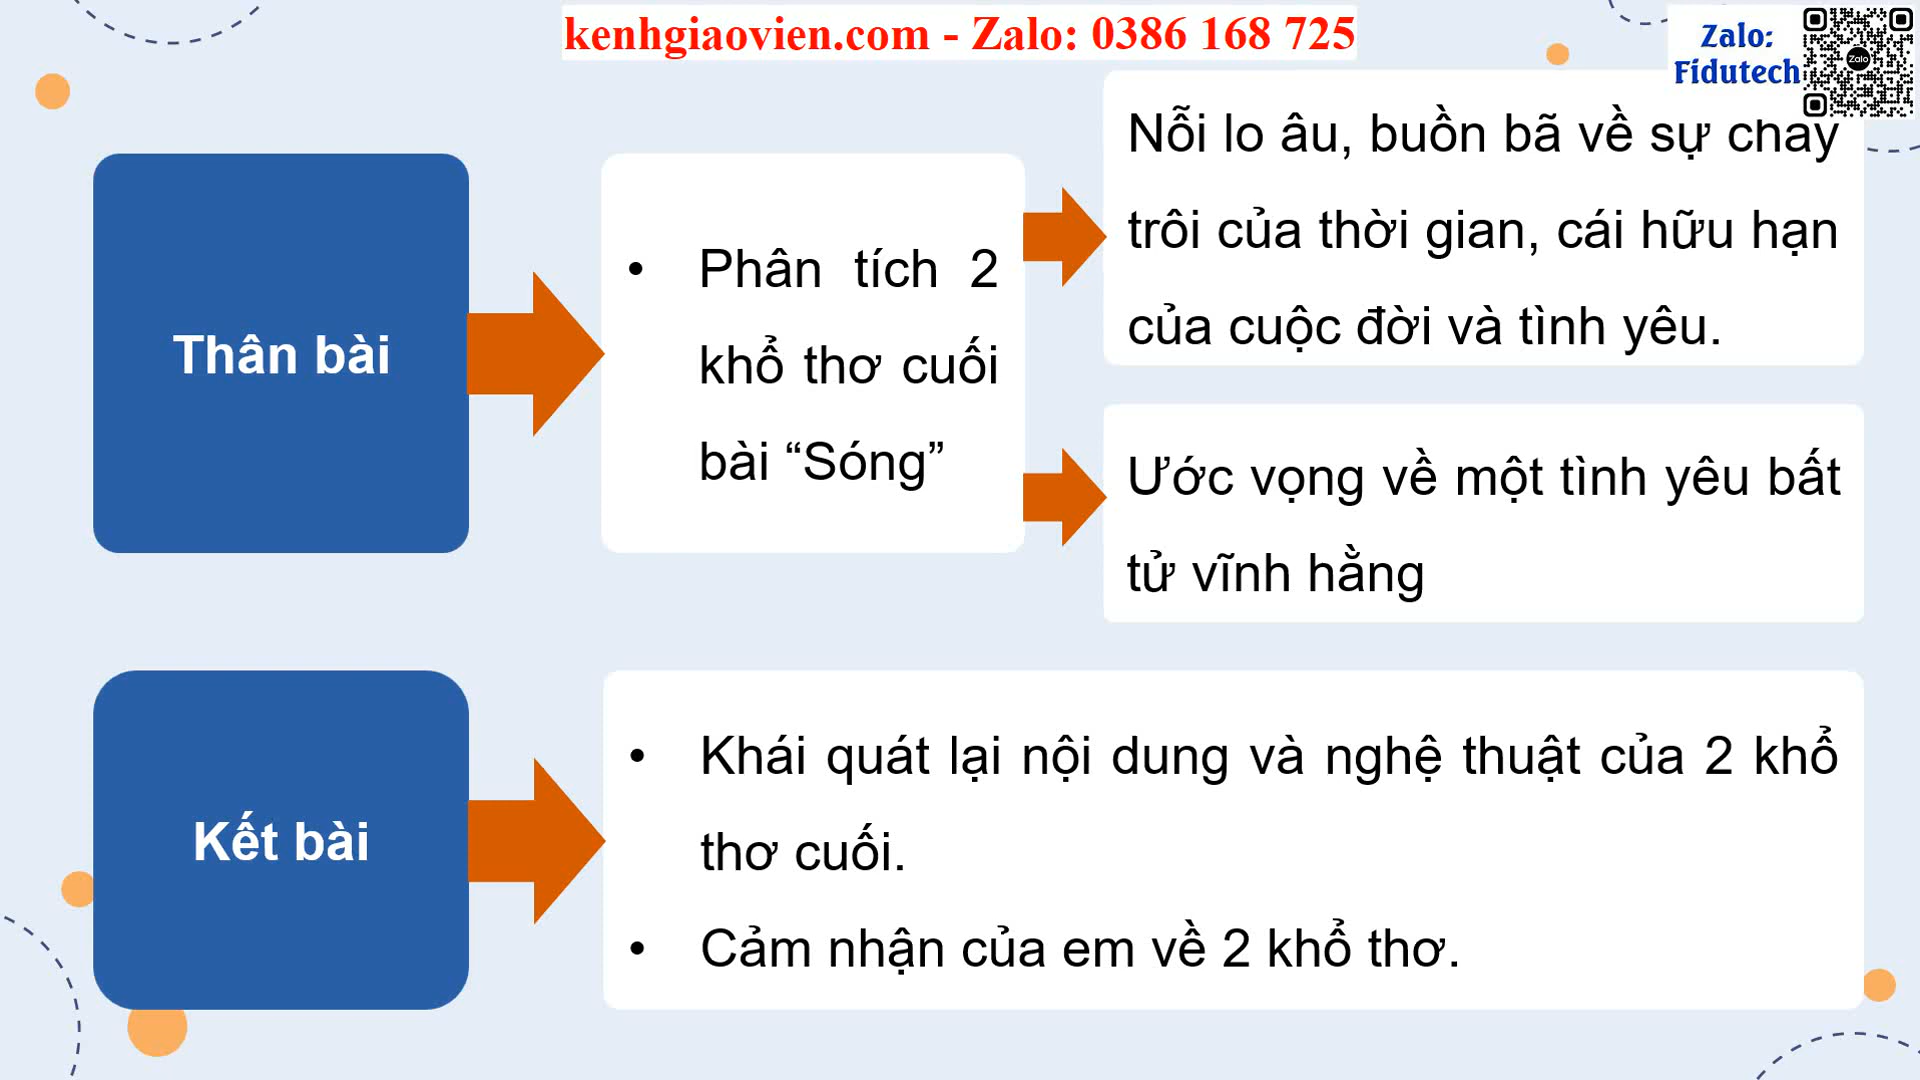 kenhgiaovien.com - Zalo: 0386 168 725
Zalo:
Fidutech
Zalo
Thân bài
• Phân tích 2
khổ thơ cuối
bài “Sóng”
Nỗi lo âu, buồn bã về sự chảy
trôi của thời gian, cái hữu hạn
của cuộc đời và tình yêu.
Ước vọng về một tình yêu bất
tử vĩnh hằng
Kết bài
• Khái quát lại nội dung và nghệ thuật của 2 khổ
thơ cuối.
• Cảm nhận của em về 2 khổ thơ.